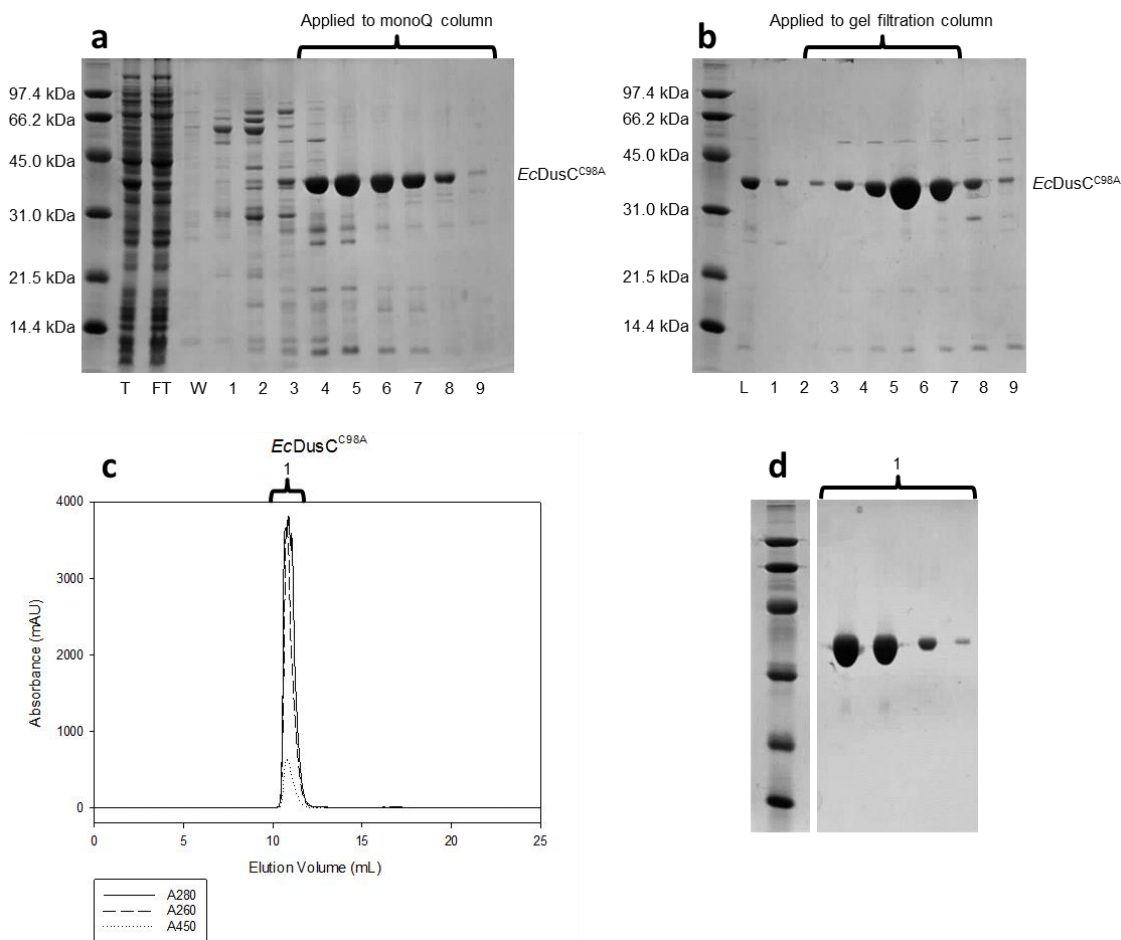 Applied to monoQ column
a
97.4 kDa
66.2 kDa
45.0 kDa
31.0 kDa
21.5 kDa
14.4 kDa
EcDusC^C98A
T FT W 1 2 3 4 5 6 7 8 9
Applied to gel filtration column
b
97.4 kDa
66.2 kDa
45.0 kDa
31.0 kDa
21.5 kDa
14.4 kDa
EcDusC^C98A
L 1 2 3 4 5 6 7 8 9
c
EcDusC^C98A
1
4000
3000
2000
1000
0
Absorbance (mAU)
0 5 10 15 20 25
Elution Volume (mL)
A280
A260
A450
d
1